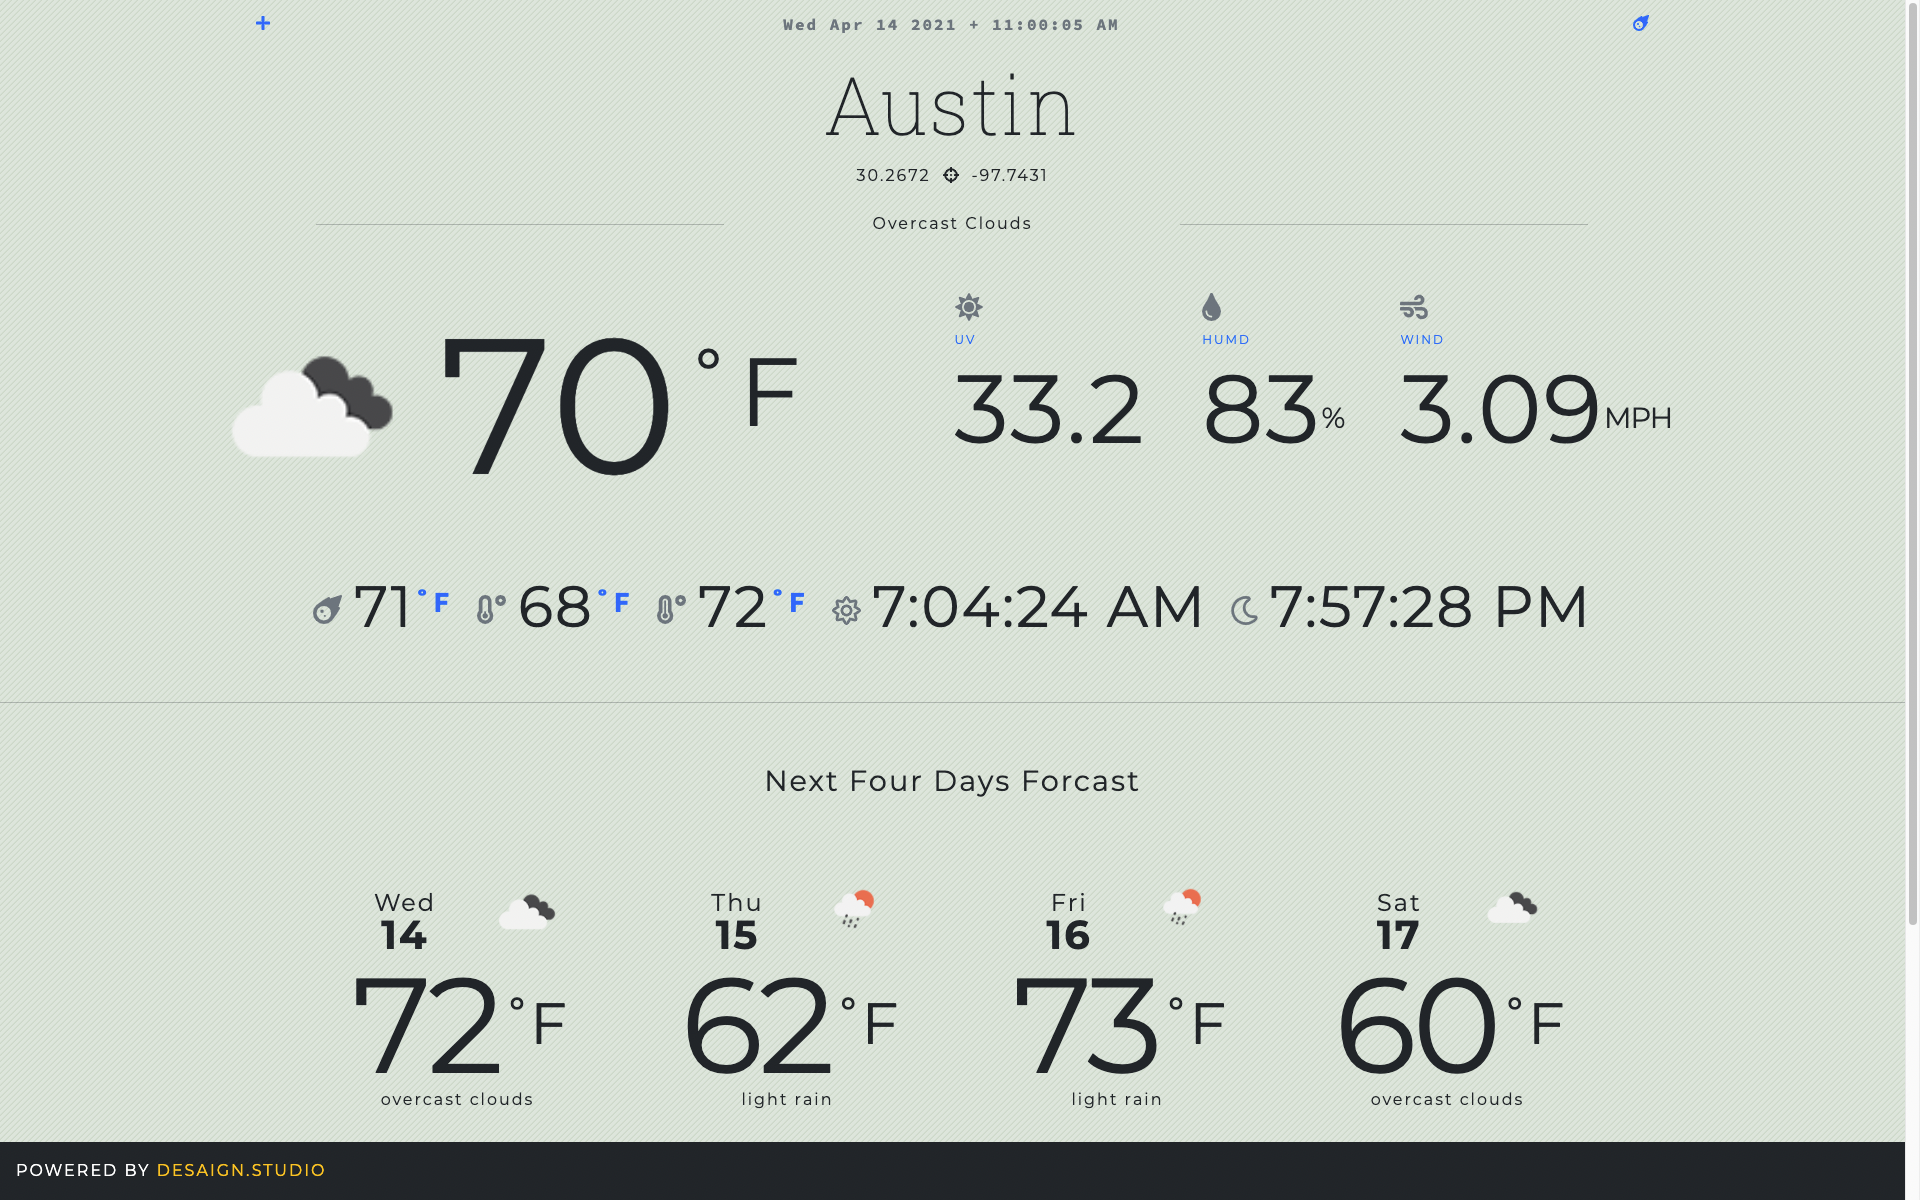 Wed Apr 14 2021 + 11:00:05 AM
Austin
30.2672 -97.7431
Overcast Clouds
UV HUMD WIND
70 °F 33.2 83% 3.09MPH
71 °F 68 °F 72 °F 7:04:24 AM 7:57:28 PM
Next Four Days Forcast
Wed Thu Fri Sat
14 15 16 17
72 °F 62 °F 73 °F 60 °F
overcast clouds light rain light rain overcast clouds
POWERED BY DESAIGN.STUDIO